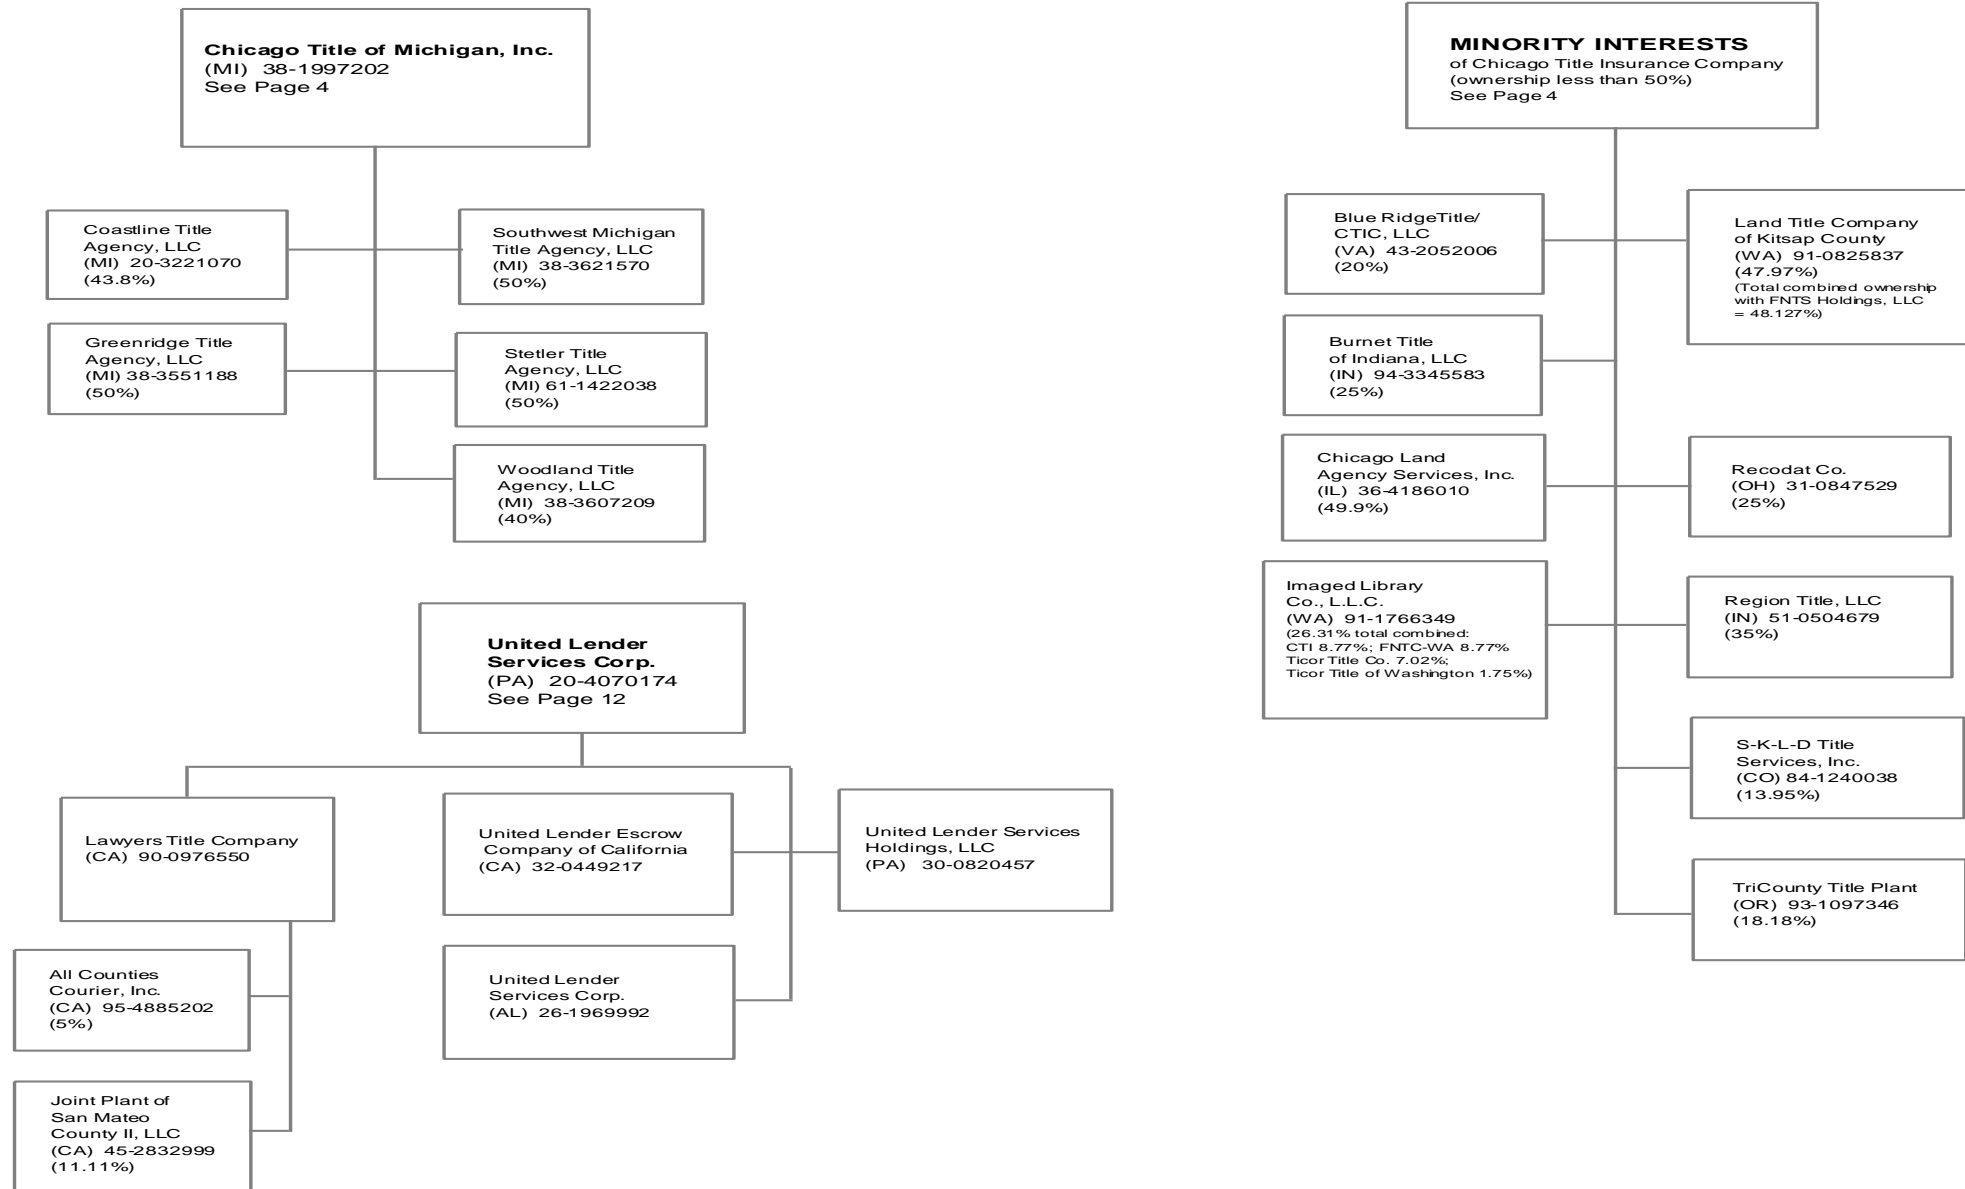 Chicago Title of Michigan, Inc.
(MI) 38-1997202
See Page 4
Coastline Title
Agency, LLC
(MI) 20-3221070
(43.8%)
Southwest Michigan
Title Agency, LLC
(MI) 38-3621570
(50%)
Greenridge Title
Agency, LLC
(MI) 38-3551188
(50%)
Stetler Title
Agency, LLC
(MI) 61-1422038
(50%)
Woodland Title
Agency, LLC
(MI) 38-3607209
(40%)
United Lender
Services Corp.
(PA) 20-4070174
See Page 12
Lawyers Title Company
(CA) 90-0976550
United Lender Escrow
Company of California
(CA) 32-0449217
United Lender Services
Holdings, LLC
(PA) 30-0820457
All Counties
Courier, Inc.
(CA) 95-4885202
(5%)
United Lender
Services Corp.
(AL) 26-1969992
Joint Plant of
San Mateo
County II, LLC
(CA) 45-2832999
(11.11%)
MINORITY INTERESTS
of Chicago Title Insurance Company
(ownership less than 50%)
See Page 4
Blue RidgeTitle/
CTIC, LLC
(VA) 43-2052006
(20%)
Land Title Company
of Kitsap County
(WA) 91-0825837
(47.97%)
(Total combined ownership
with FNTS Holdings, LLC
= 48.127%)
Burnet Title
of Indiana, LLC
(IN) 94-3345583
(25%)
Chicago Land
Agency Services, Inc.
(IL) 36-4186010
(49.9%)
Recodat Co.
(OH) 31-0847529
(25%)
Imaged Library
Co., L.L.C.
(WA) 91-1766349
(26.31% total combined:
CTI 8.77%; FNTC-WA 8.77%
Ticor Title Co. 7.02%;
Ticor Title of Washington 1.75%)
Region Title, LLC
(IN) 51-0504679
(35%)
S-K-L-D Title
Services, Inc.
(CO) 84-1240038
(13.95%)
TriCounty Title Plant
(OR) 93-1097346
(18.18%)